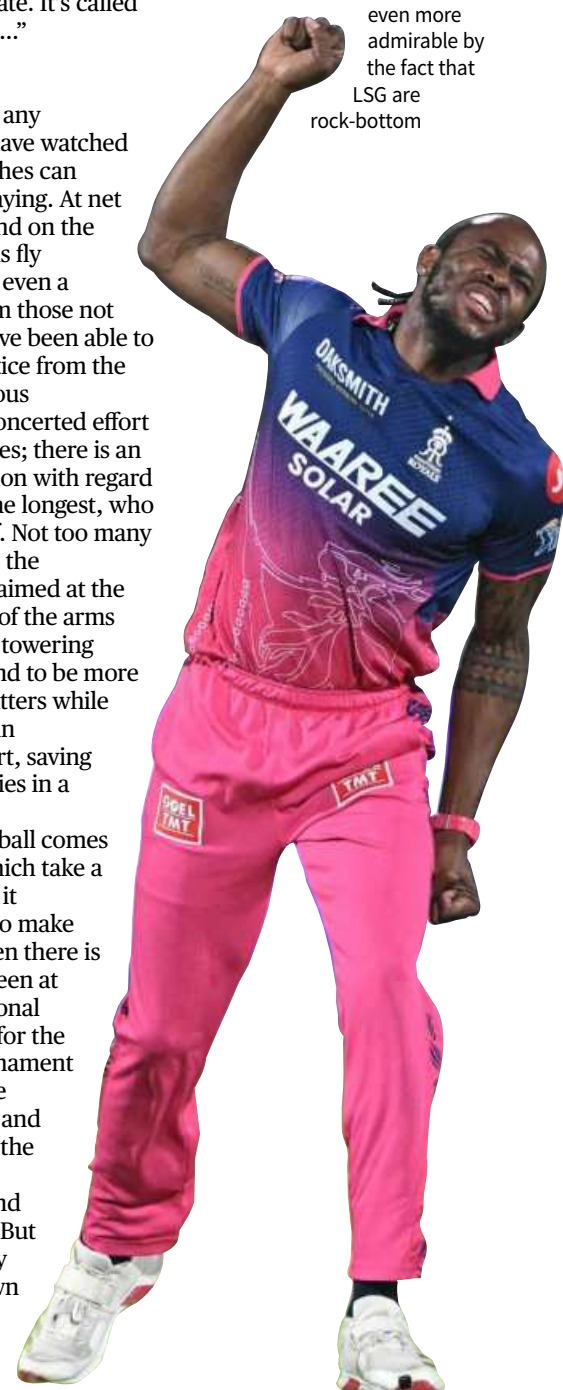 ate. It's called
..."
any
ave watched
hes can
aying. At net
nd on the
s fly
even a
m those not
ve been able to
tice from the
ous
oncerted effort
es; there is an
ion with regard
he longest, who
f. Not too many
the
aimed at the
of the arms
towering
nd to be more
tters while
in
rt, saving
ies in a
ball comes
hich take a
it
o make
en there is
een at
onal
for the
nament
e
and
the
nd
But
y
wn
even more
admirable by
the fact that
LSG are
rock-bottom
OAKSMITH
WAAREE
SOLAR
ROYALS
GOEL
TMT
TMT